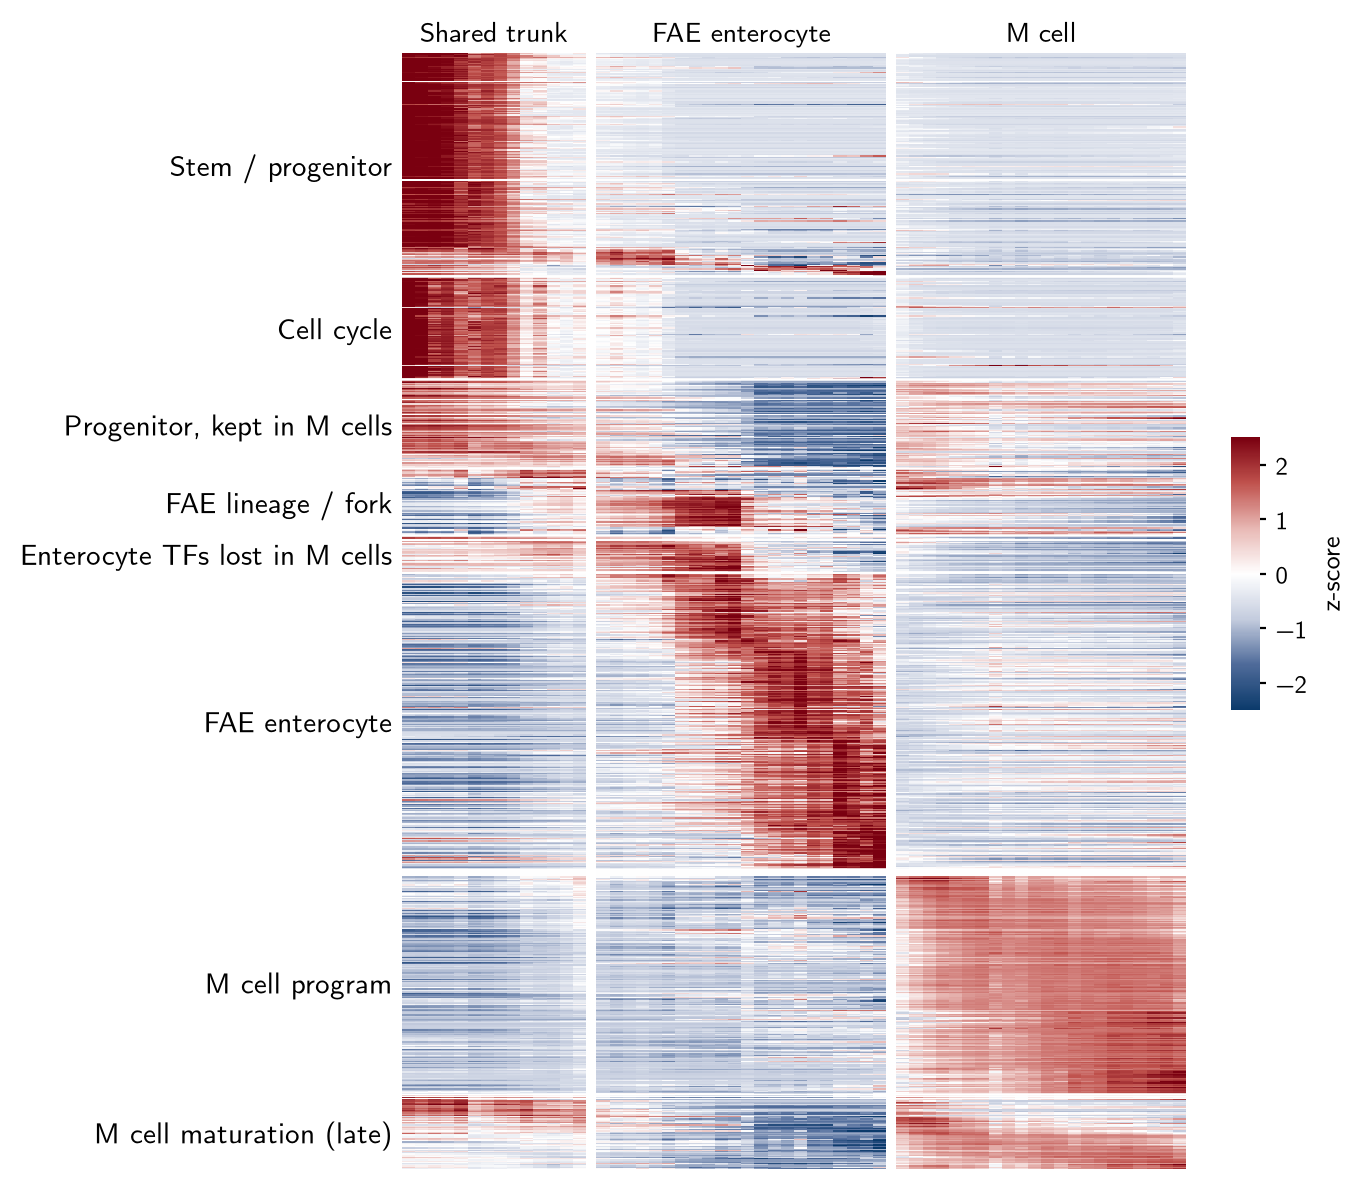 Shared trunk
FAE enterocyte
M cell
Stem / progenitor
Cell cycle
Progenitor, kept in M cells
FAE lineage / fork
Enterocyte TFs lost in M cells
FAE enterocyte
M cell program
M cell maturation (late)
2
1
0
−1
−2
z-score